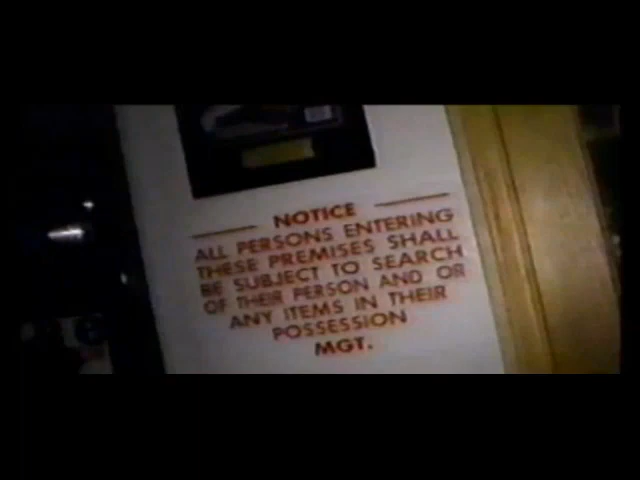 NOTICE
ALL PERSONS ENTERING
THESE PREMISES SHALL
BE SUBJECT TO SEARCH
OF THEIR PERSON AND OR
ANY ITEMS IN THEIR
POSSESSION
MGT.